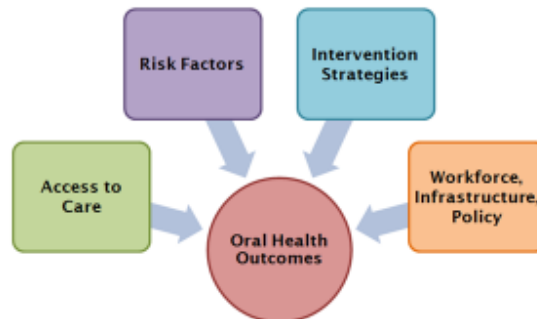 Risk Factors
Intervention
Strategies
Access to
Care
Workforce,
Infrastructure,
Policy
Oral Health
Outcomes